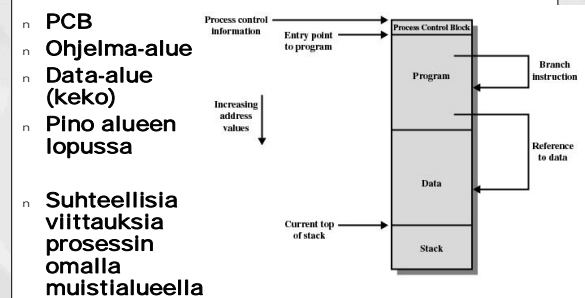 n PCB
n Ohjelma-alue
n Data-alue
(keko)
n Pino alueen
lopussa
n Suhteellisia
viittauksia
prosessin
omalla
muistialueella
Process control
information
Entry point
to program
Increasing
address
values
Current top
of stack
Process Control Block
Program
Data
Stack
Branch
instruction
Reference
to data